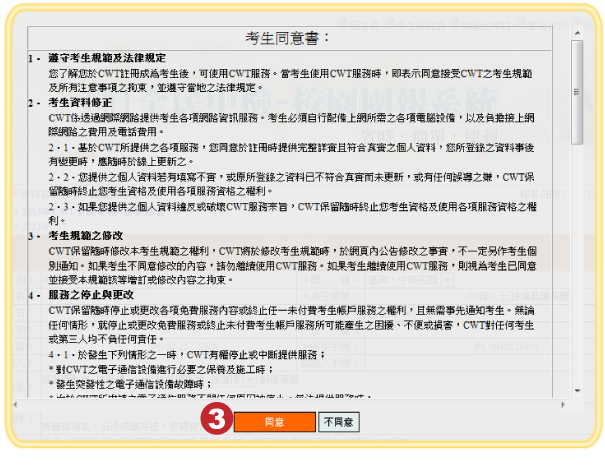 考生同意書：
1 - 遵守考生規範及法律規定
您了解您於CWT註冊成為考生後，可使用CWT服務。當考生使用CWT服務時，即表示同意接受CWT之考生規範
及所有注意事項之拘束，並遵守當地之法律規定。
2 - 考生資料修正
CWT係透過網際網路提供考生各項網路資訊服務。考生必須自行配備上網所需之各項電腦設備，以及負擔接上網
際網路之費用及電話費用。
2‧1‧基於CWT所提供之各項服務，您同意於註冊時提供完整詳實且符合真實之個人資料，您所登錄之資料事後
有變更時，應隨時於線上更新之。
2‧2‧您提供之個人資料若有填寫不實，或原所登錄之資料已不符合真實而未更新，或有任何誤導之嫌，CWT保
留隨時終止您考生資格及使用各項服務資格之權利。
2‧3‧如果您提供之個人資料違反或破壞CWT服務宗旨，CWT保留隨時終止您考生資格及使用各項服務資格之權
利。
3 - 考生規範之修改
CWT保留隨時修改本考生規範之權利，CWT將於修改考生規範時，於網頁內公告修改之事實，不一定另作考生個
別通知。如果考生不同意修改的內容，請勿繼續使用CWT服務。如果考生繼續使用CWT服務，則視為考生已同意
並接受本規範該等增訂或修改內容之拘束。
4 - 服務之停止與更改
CWT保留隨時停止或更改各項免費服務內容或終止任一未付費考生帳戶服務之權利，且無需事先通知考生。無論
任何情形，就停止或更改免費服務或終止未付費考生帳戶服務所可能產生之困擾、不便或損害，CWT對任何考生
或第三人均不負任何責任。
4‧1‧於發生下列情形之一時，CWT有權停止或中斷提供服務；
* 對CWT之電子通信設備進行必要之保養及施工時；
* 發生突發性之電子通信設備故障時；
3 同意 不同意